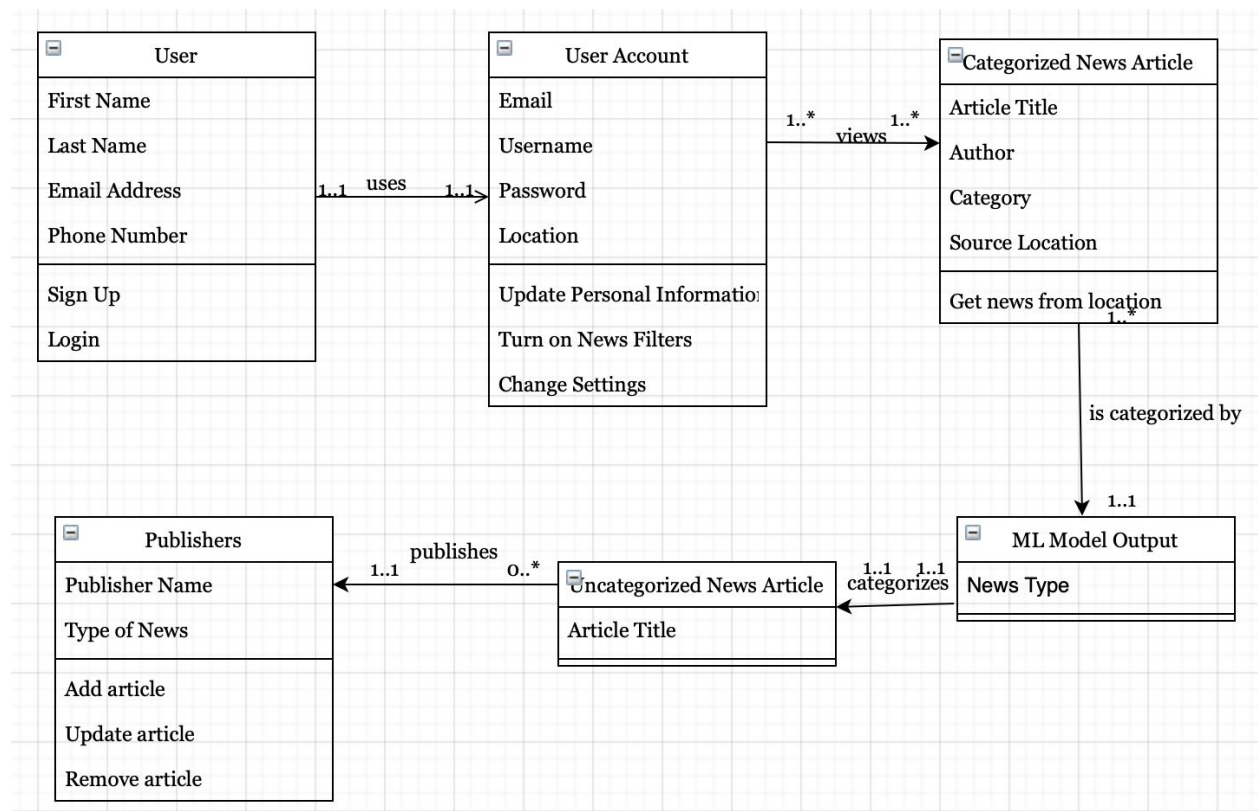 User
First Name
Last Name
Email Address
Phone Number
Sign Up
Login
1..1 uses 1..1
User Account
Email
Username
Password
Location
Update Personal Informatio
Turn on News Filters
Change Settings
1..* views 1..*
Categorized News Article
Article Title
Author
Category
Source Location
Get news from location
1..*
is categorized by
1..1
ML Model Output
News Type
1..1 1..1
categorizes
Uncategorized News Article
Article Title
publishes
1..1 0..*
Publishers
Publisher Name
Type of News
Add article
Update article
Remove article